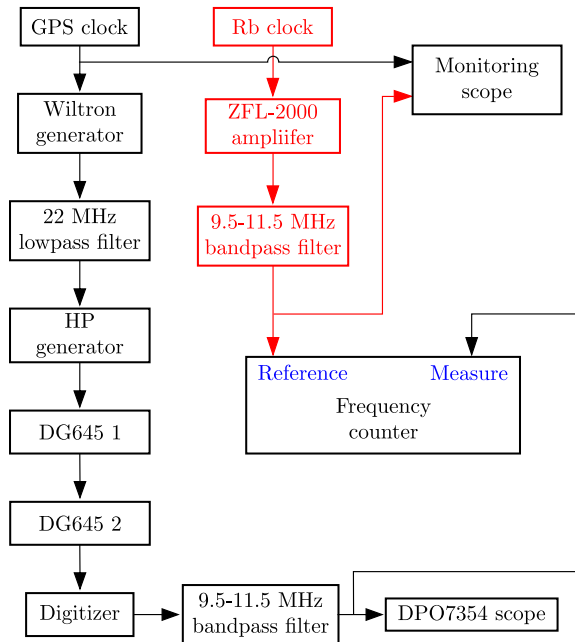 GPS clock
Rb clock
Monitoring
scope
Wiltron
generator
ZFL-2000
ampliifer
22 MHz
lowpass filter
9.5-11.5 MHz
bandpass filter
HP
generator
Reference
Measure
Frequency
counter
DG645 1
DG645 2
Digitizer
9.5-11.5 MHz
bandpass filter
DPO7354 scope